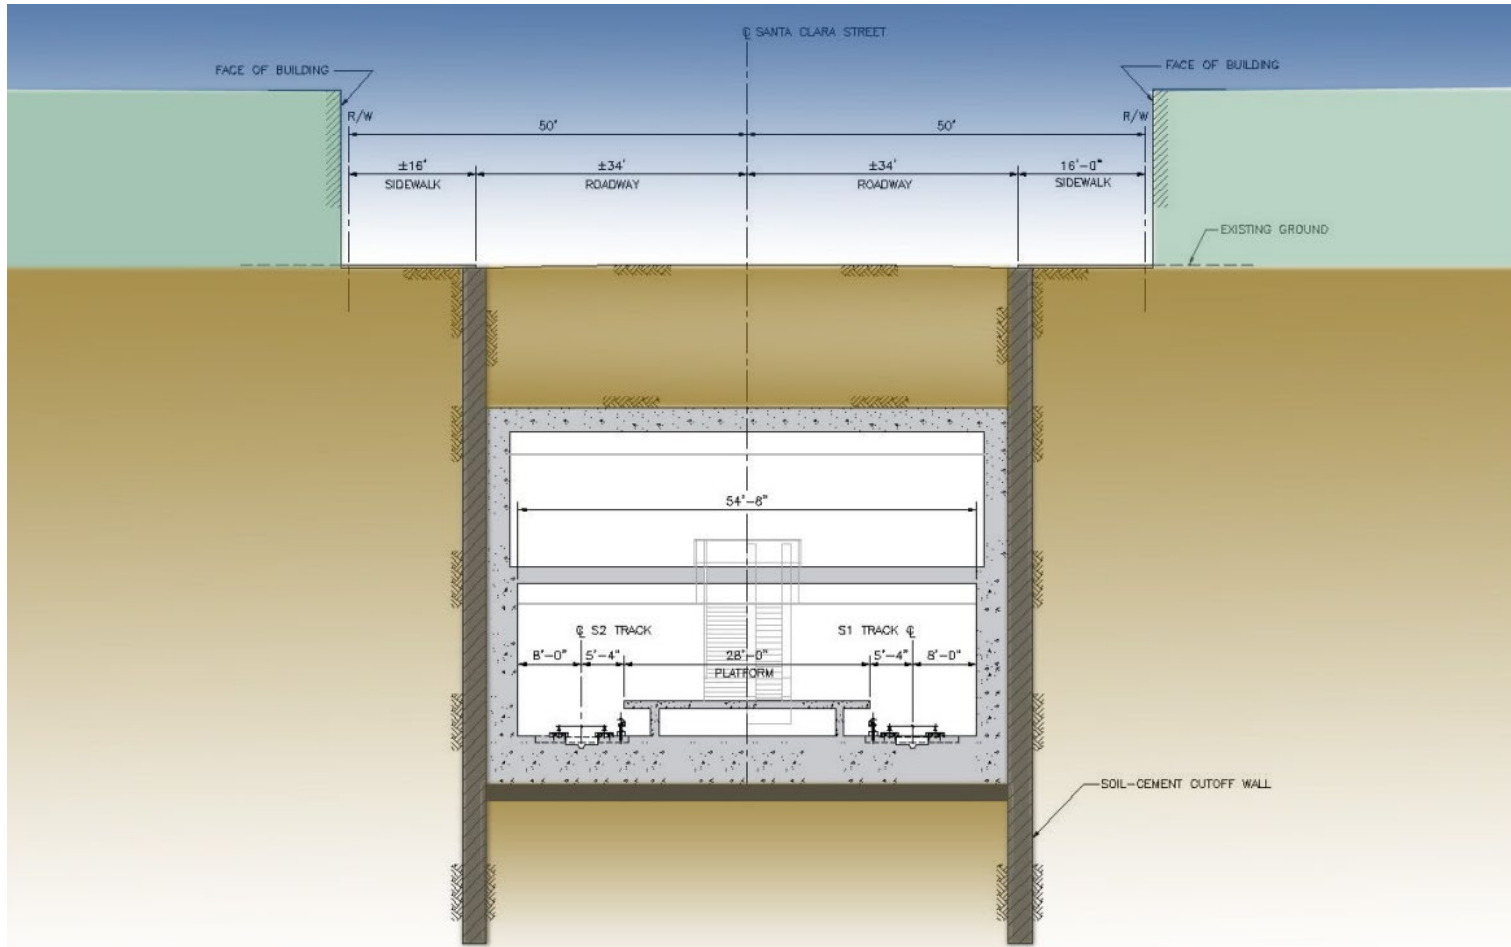 ℄ SANTA CLARA STREET
FACE OF BUILDING
FACE OF BUILDING
R/W
R/W
50'
50'
±16'
±34'
±34'
16'-0"
SIDEWALK
ROADWAY
ROADWAY
SIDEWALK
EXISTING GROUND
54'-8"
℄ S2 TRACK
S1 TRACK ℄
8'-0"
5'-4"
28'-0"
5'-4"
8'-0"
PLATFORM
SOIL-CEMENT CUTOFF WALL